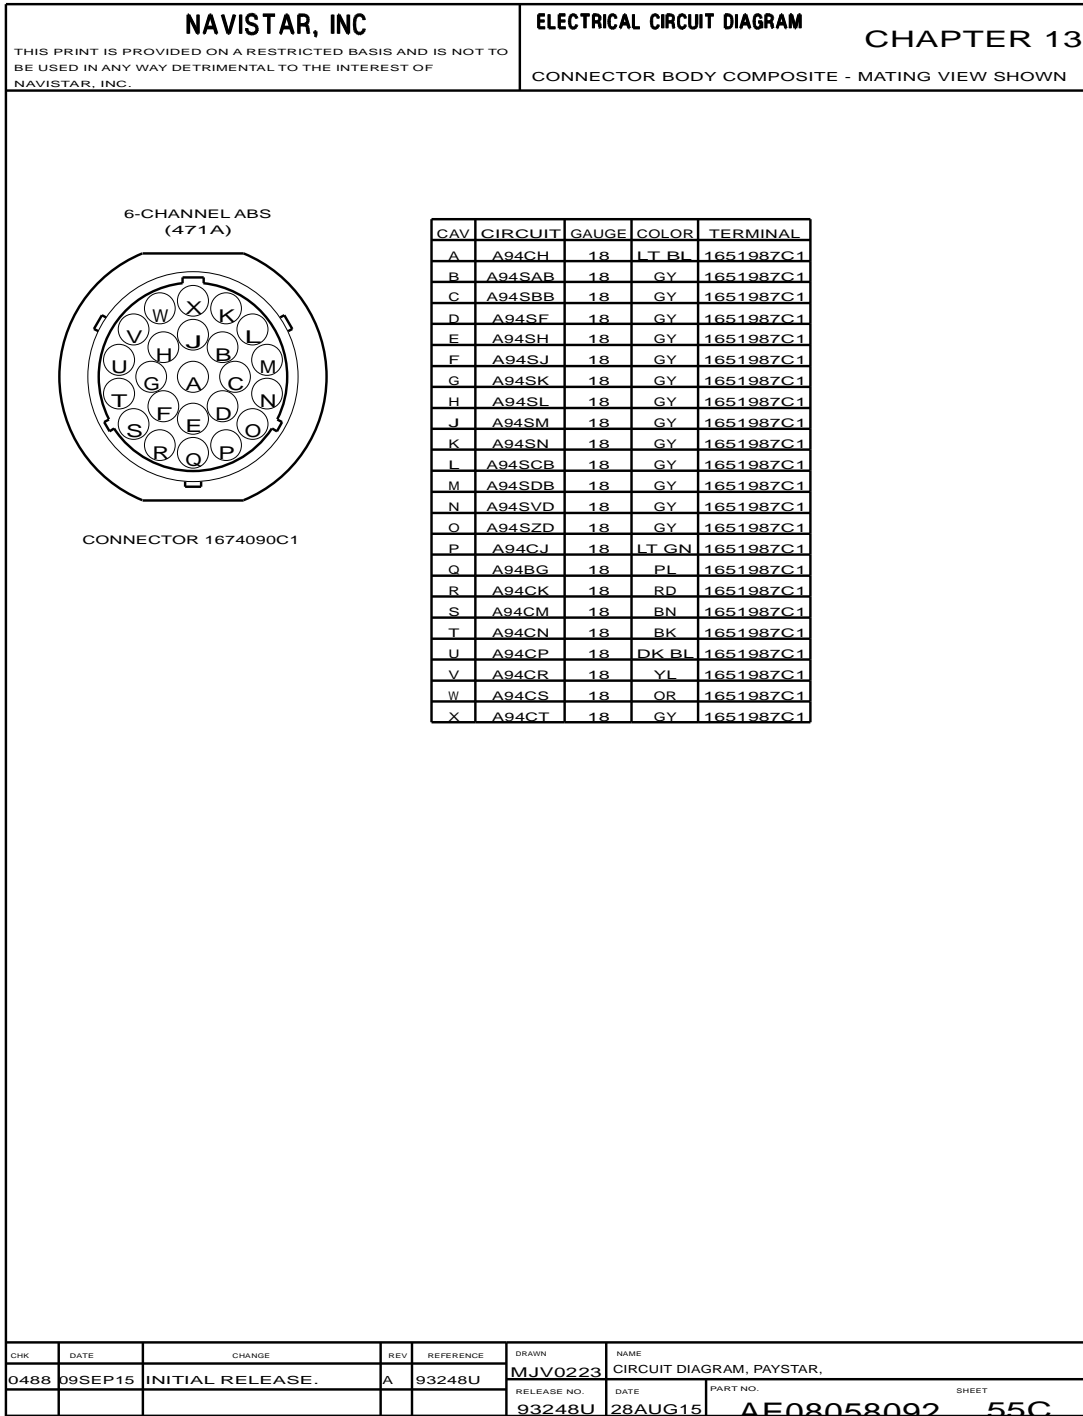 NAVISTAR, INC
THIS PRINT IS PROVIDED ON A RESTRICTED BASIS AND IS NOT TO
BE USED IN ANY WAY DETRIMENTAL TO THE INTEREST OF
NAVISTAR, INC.
ELECTRICAL CIRCUIT DIAGRAM
CHAPTER 13
CONNECTOR BODY COMPOSITE - MATING VIEW SHOWN
6-CHANNEL ABS
(471A)
X
W K
V J L
H B
U M
G A C
T N
F D
S E O
R P
Q
CONNECTOR 1674090C1
CAV CIRCUIT GAUGE COLOR TERMINAL
A A94CH 18 LT BL 1651987C1
B A94SAB 18 GY 1651987C1
C A94SBB 18 GY 1651987C1
D A94SF 18 GY 1651987C1
E A94SH 18 GY 1651987C1
F A94SJ 18 GY 1651987C1
G A94SK 18 GY 1651987C1
H A94SL 18 GY 1651987C1
J A94SM 18 GY 1651987C1
K A94SN 18 GY 1651987C1
L A94SCB 18 GY 1651987C1
M A94SDB 18 GY 1651987C1
N A94SVD 18 GY 1651987C1
O A94SZD 18 GY 1651987C1
P A94CJ 18 LT GN 1651987C1
Q A94BG 18 PL 1651987C1
R A94CK 18 RD 1651987C1
S A94CM 18 BN 1651987C1
T A94CN 18 BK 1651987C1
U A94CP 18 DK BL 1651987C1
V A94CR 18 YL 1651987C1
W A94CS 18 OR 1651987C1
X A94CT 18 GY 1651987C1
CHK DATE CHANGE REV REFERENCE
0488 09SEP15 INITIAL RELEASE. A 93248U
DRAWN NAME
MJV0223 CIRCUIT DIAGRAM, PAYSTAR,
RELEASE NO. DATE PART NO. SHEET
93248U 28AUG15 AE08058092 55C